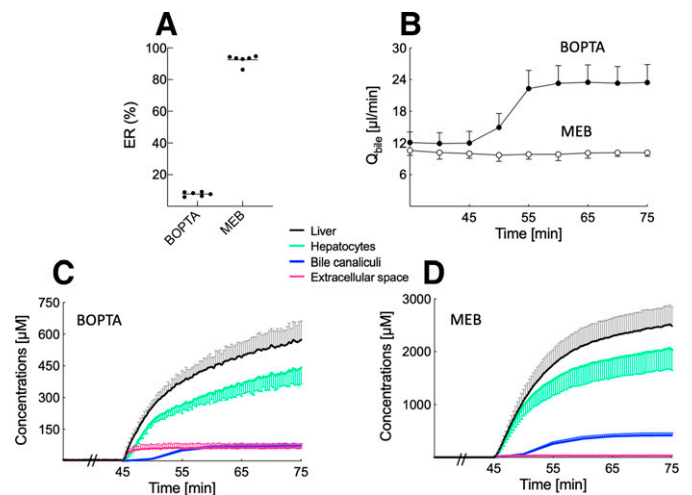 A
100
80
60
40
20
ER (%)
BOPTA
MEB
B
30
24
18
12
6
Qbile [µl/min]
BOPTA
MEB
45
55
65
75
Time [min]
Liver
Hepatocytes
Bile canaliculi
Extracellular space
C
BOPTA
750
600
450
300
150
Concentrations [µM]
45
55
65
75
Time [min]
D
MEB
3000
2000
1000
Concentrations [µM]
45
55
65
75
Time [min]